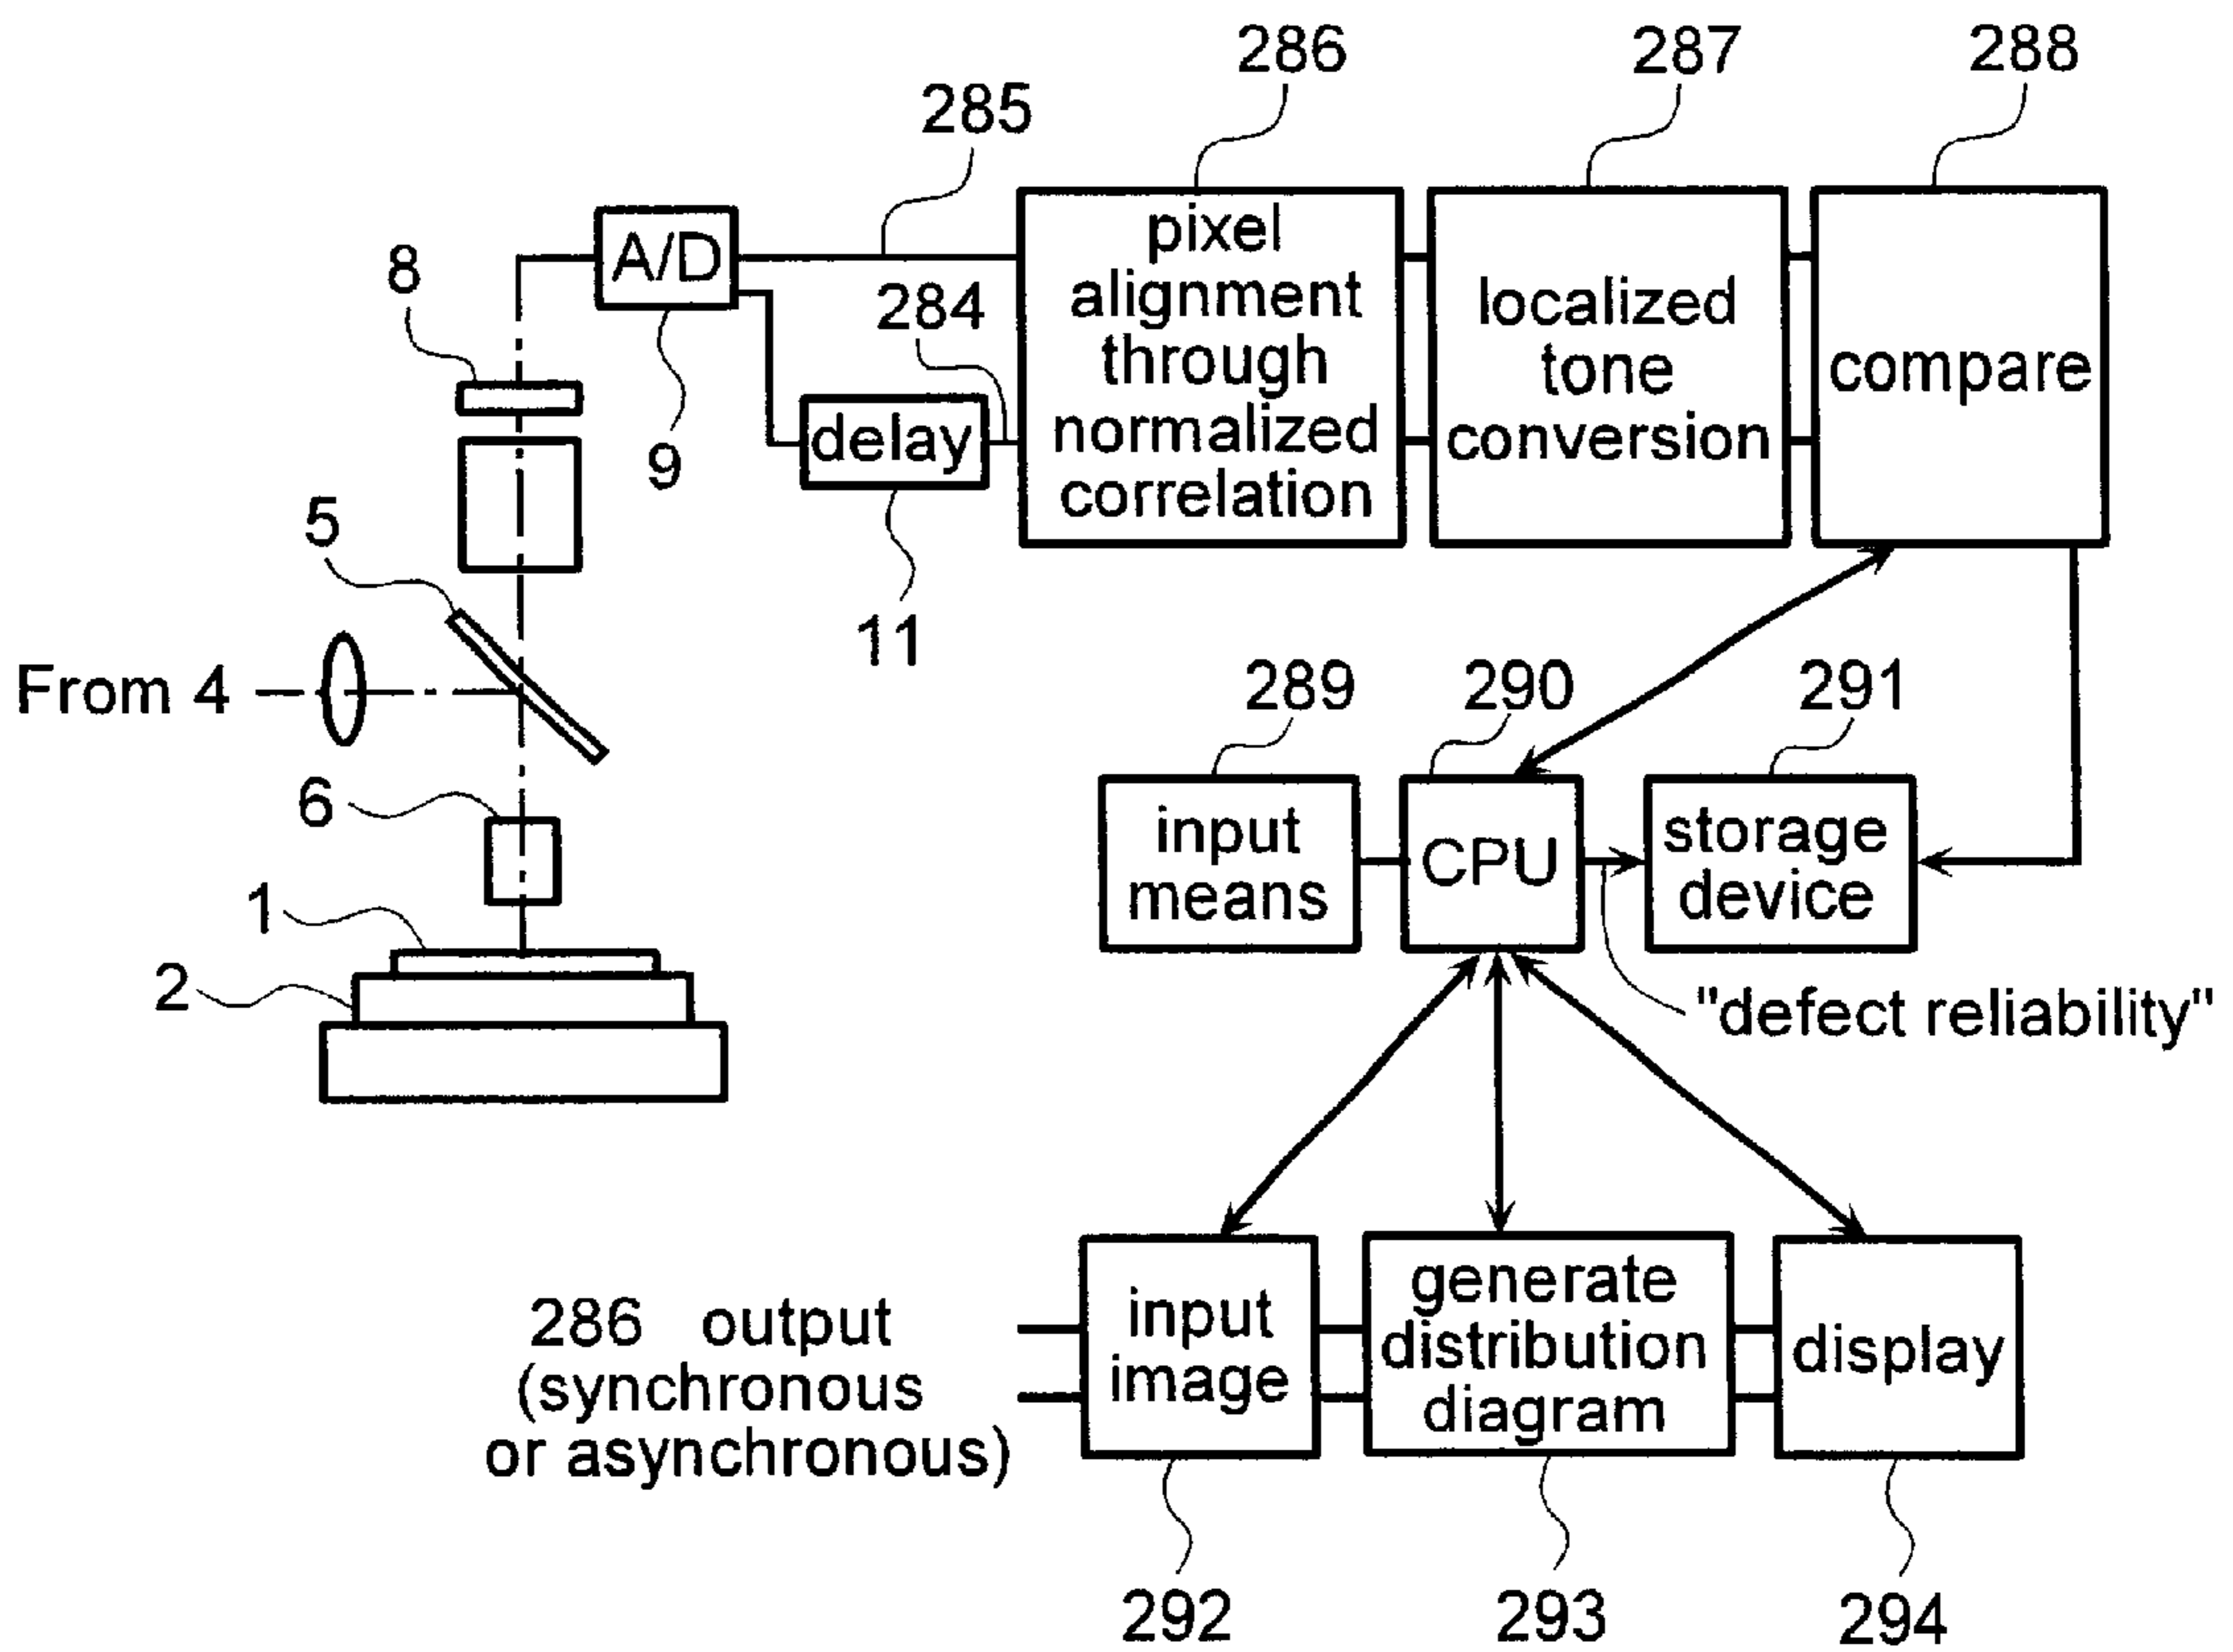 286
287
288
285
8
A/D
284
pixel
alignment
through
normalized
correlation
localized
tone
conversion
compare
9
delay
5
11
From 4
289
290
291
6
input
means
CPU
storage
device
1
2
"defect reliability"
286 output
(synchronous
or asynchronous)
input
image
generate
distribution
diagram
display
292
293
294